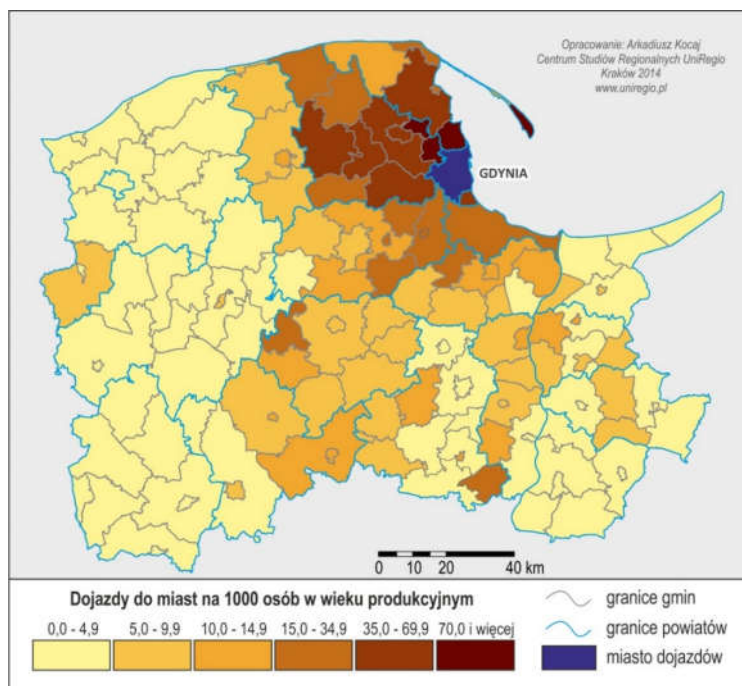 Opracowanie: Arkadiusz Kocaj
Centrum Studiów Regionalnych UniRegio
Kraków 2014
www.uniregio.pl
GDYNIA
0 20 40 km
Dojazdy do miast na 1000 osób w wieku produkcyjnym
0,0 - 4,9 5,0 - 9,9 10,0 - 14,9 15,0 - 34,9 35,0 - 69,9 70,0 i więcej
granice gmin
granice powiatów
miasto dojazdów